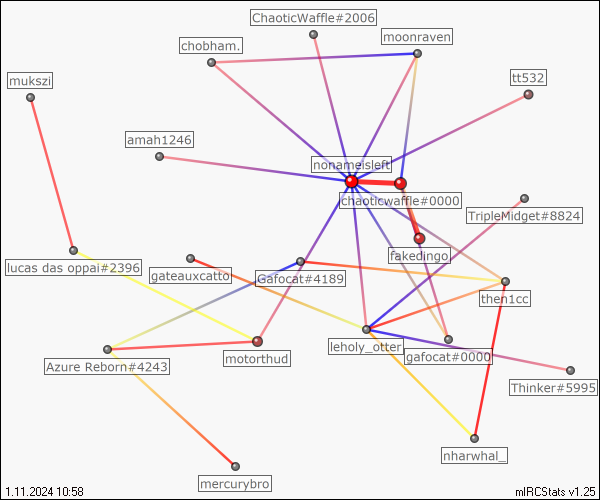 ChaoticWaffle#2006
moonraven
chobham.
mukszi
tt532
amah1246
nonameisleft
chaoticwaffle#0000
TripleMidget#8824
fakedingo
lucas das oppai#2396
gateauxcatto
Gafocat#4189
then1cc
leholy_otter
gafocat#0000
motorthud
Azure Reborn#4243
Thinker#5995
nharwhal_
mercurybro
1.11.2024 10:58
mIRCStats v1.25